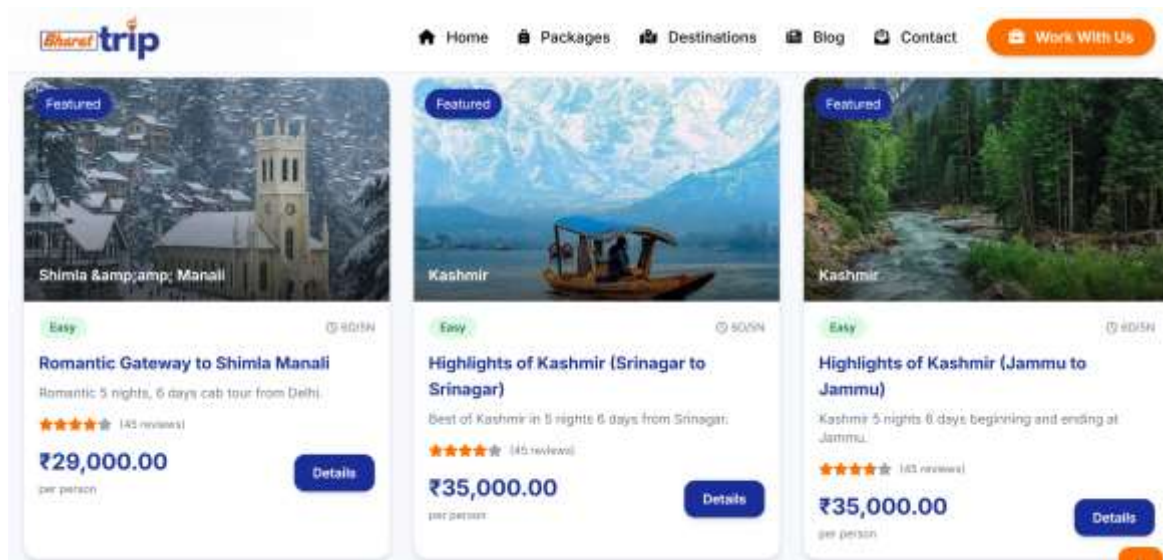 Bharat trip
Home Packages Destinations Blog Contact Work With Us
Featured
Shimla &amp;amp; Manali
Easy
6D/5N
Romantic Gateway to Shimla Manali
Romantic 5 nights, 6 days cab tour from Delhi.
(45 reviews)
₹29,000.00
per person
Details
Featured
Kashmir
Easy
6D/5N
Highlights of Kashmir (Srinagar to
Srinagar)
Best of Kashmir in 5 nights 6 days from Srinagar.
(45 reviews)
₹35,000.00
per person
Details
Featured
Kashmir
Easy
6D/5N
Highlights of Kashmir (Jammu to
Jammu)
Kashmir 5 nights 6 days beginning and ending at
Jammu.
(45 reviews)
₹35,000.00
per person
Details